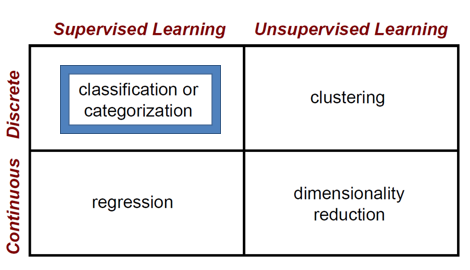 Supervised Learning Unsupervised Learning
Discrete
classification or
categorization
clustering
Continuous
regression
dimensionality
reduction